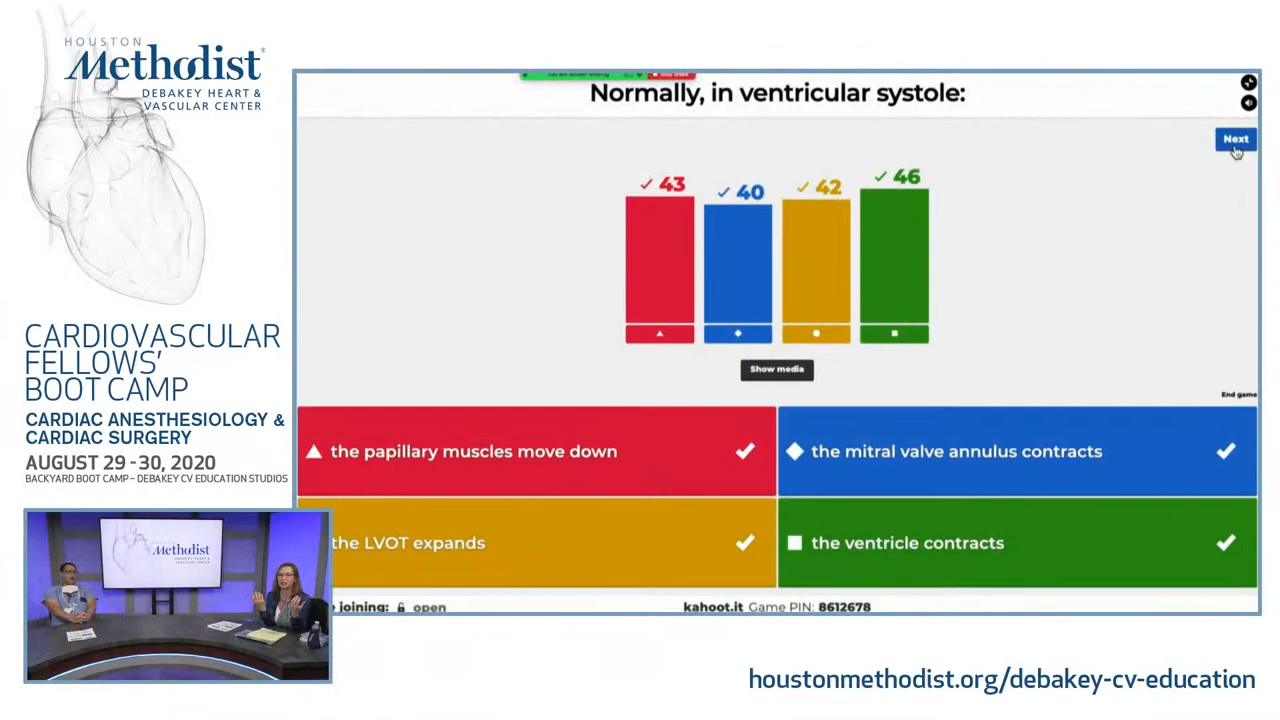 HOUSTON
Methodist
DEBAKEY HEART &
VASCULAR CENTER
CARDIOVASCULAR
FELLOWS'
BOOT CAMP
CARDIAC ANESTHESIOLOGY &
CARDIAC SURGERY
AUGUST 29-30, 2020
BACKYARD BOOT CAMP – DEBAKEY CV EDUCATION STUDIOS
Normally, in ventricular systole:
Next
43
40
42
46
Show media
End game
the papillary muscles move down
the mitral valve annulus contracts
the LVOT expands
the ventricle contracts
joining: open
kahoot.it Game PIN: 8612678
Methodist
houstonmethodist.org/debakey-cv-education